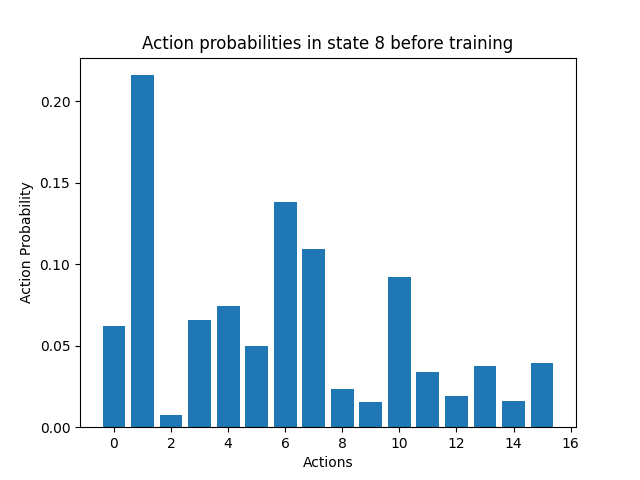 Action probabilities in state 8 before training
Action Probability
0.20
0.15
0.10
0.05
0.00
0 2 4 6 8 10 12 14 16
Actions